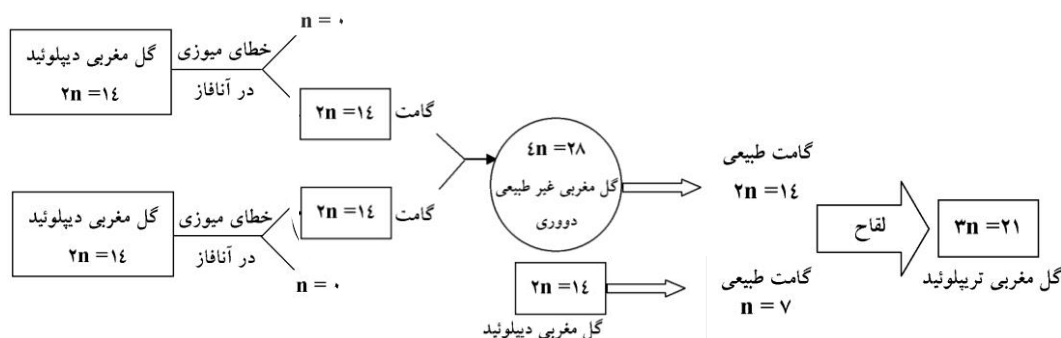 گل مغربی دیپلوئید
۲n =۱٤
خطای میوزی
در آنافاز
n = ۰
۲n =۱٤
گامت
گل مغربی دیپلوئید
۲n =۱٤
خطای میوزی
در آنافاز
۲n =۱٤
گامت
n = ۰
٤n =۲۸
گل مغربی غیر طبیعی
دووری
۲n =۱٤
گل مغربی دیپلوئید
گامت طبیعی
۲n =۱٤
گامت طبیعی
n = ۷
لقاح
۳n =۲۱
گل مغربی تریپلوئید